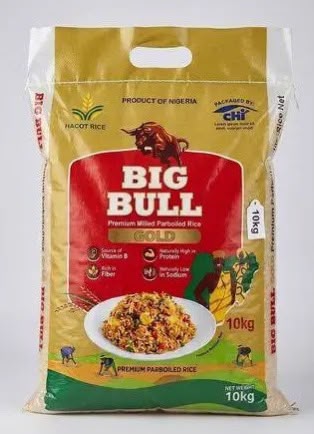 PRODUCT OF NIGERIA
HACOT RICE
PACKAGED BY:
CHI
BIG
BULL
Premium Milled Parboiled Rice
GOLD
Source of
Vitamin B
Naturally High in
Protein
Rich in
Fiber
Naturally Low
in Sodium
10kg
10kg
PREMIUM PARBOILED RICE
NET WEIGHT
10kg
BIG BULL
BIG BULL